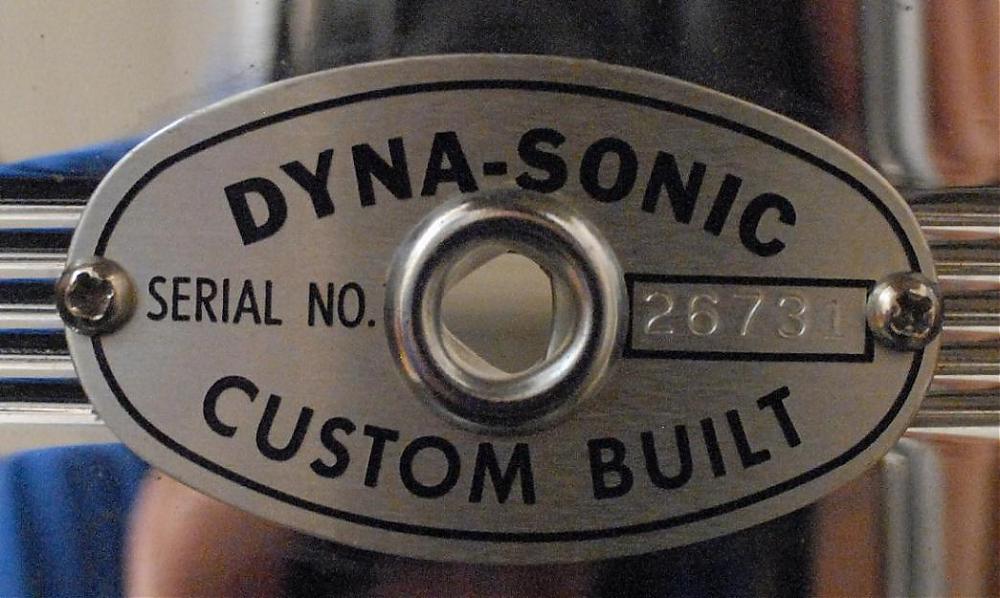 DYNA-SONIC
SERIAL NO. 26731
CUSTOM BUILT